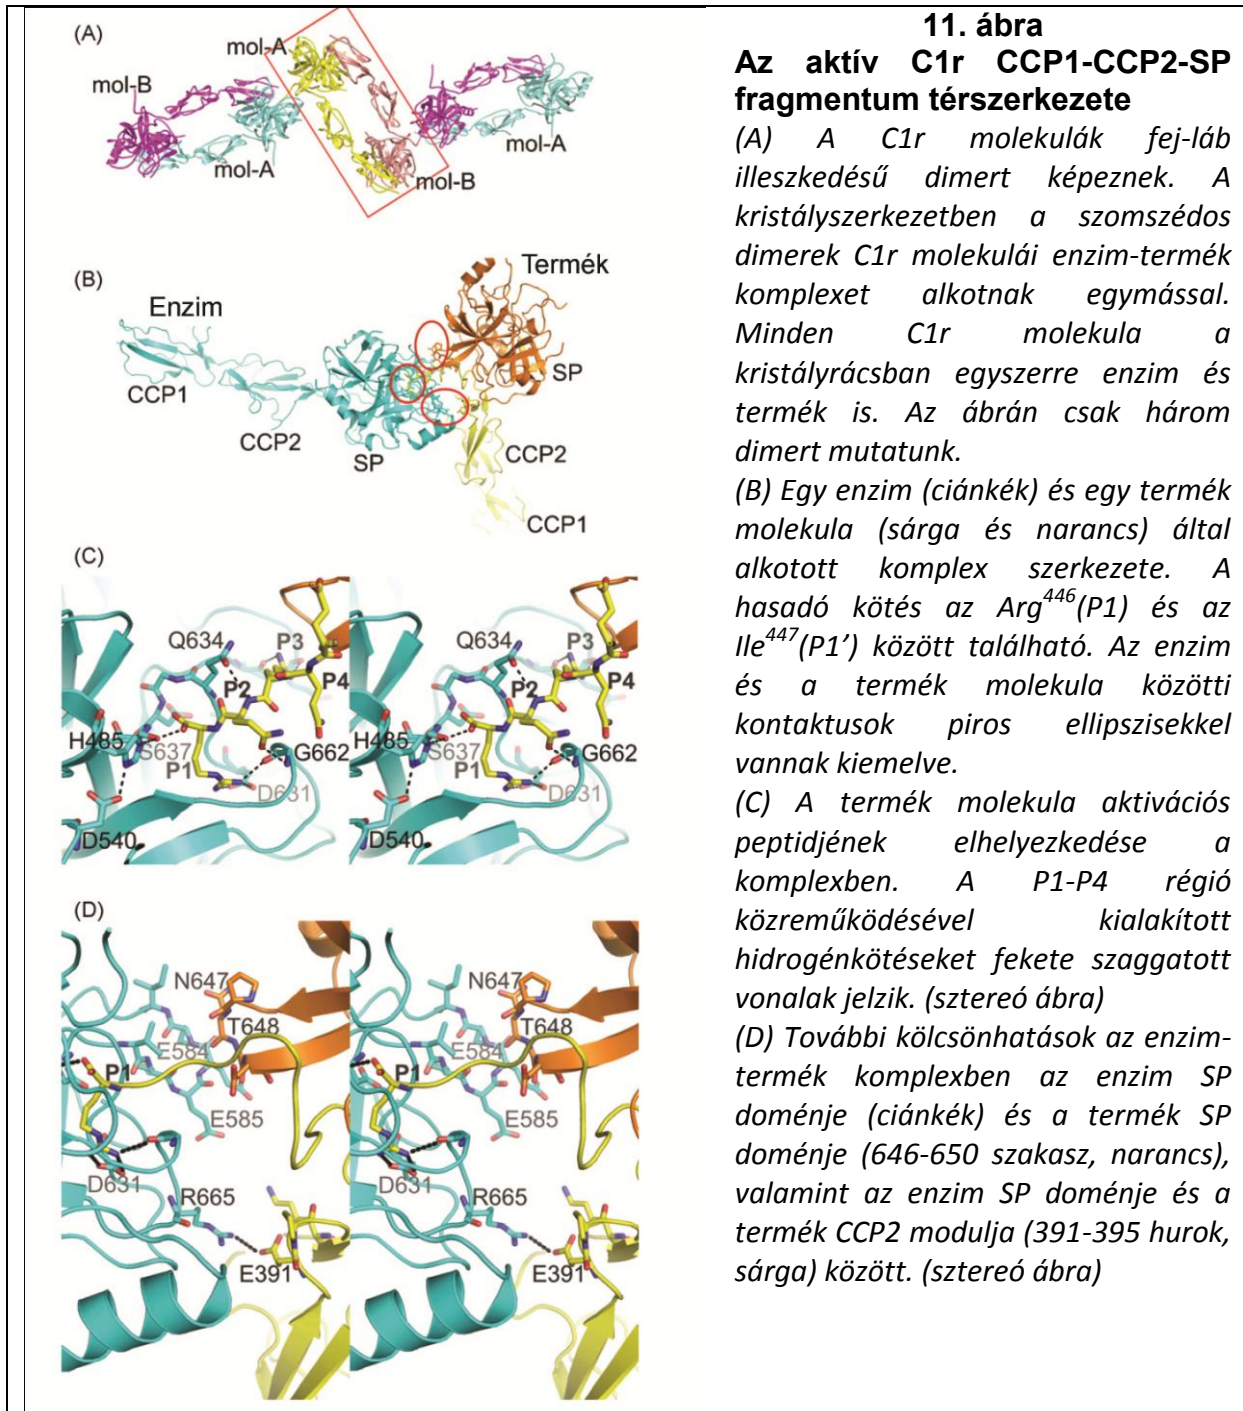 (A)
mol-A
mol-B
mol-A
mol-A
mol-B
(B)
Termék
Enzim
SP
CCP1
CCP2
SP
CCP2
CCP1
(C)
Q634
P3
P2
P4
H485
S637
P1
G662
D631
D540
Q634
P3
P2
P4
H485
S637
P1
G662
D631
D540
(D)
N647
T648
E584
P1
E585
D631
R665
E391
N647
T648
E584
P1
E585
D631
R665
E391
11. ábra
Az aktív C1r CCP1-CCP2-SP
fragmentum térszerkezete
(A) A C1r molekulák fej-láb
illeszkedésű dimert képeznek. A
kristályszerkezetben a szomszédos
dimerek C1r molekulái enzim-termék
komplexet alkotnak egymással.
Minden C1r molekula a
kristályrácsban egyszerre enzim és
termék is. Az ábrán csak három
dimert mutatunk.
(B) Egy enzim (ciánkék) és egy termék
molekula (sárga és narancs) által
alkotott komplex szerkezete. A
hasadó kötés az Arg446(P1) és az
Ile447(P1’) között található. Az enzim
és a termék molekula közötti
kontaktusok piros ellipszisekkel
vannak kiemelve.
(C) A termék molekula aktivációs
peptidjének elhelyezkedése a
komplexben. A P1-P4 régió
közreműködésével kialakított
hidrogénkötéseket fekete szaggatott
vonalak jelzik. (sztereó ábra)
(D) További kölcsönhatások az enzim-
termék komplexben az enzim SP
doménje (ciánkék) és a termék SP
doménje (646-650 szakasz, narancs),
valamint az enzim SP doménje és a
termék CCP2 modulja (391-395 hurok,
sárga) között. (sztereó ábra)